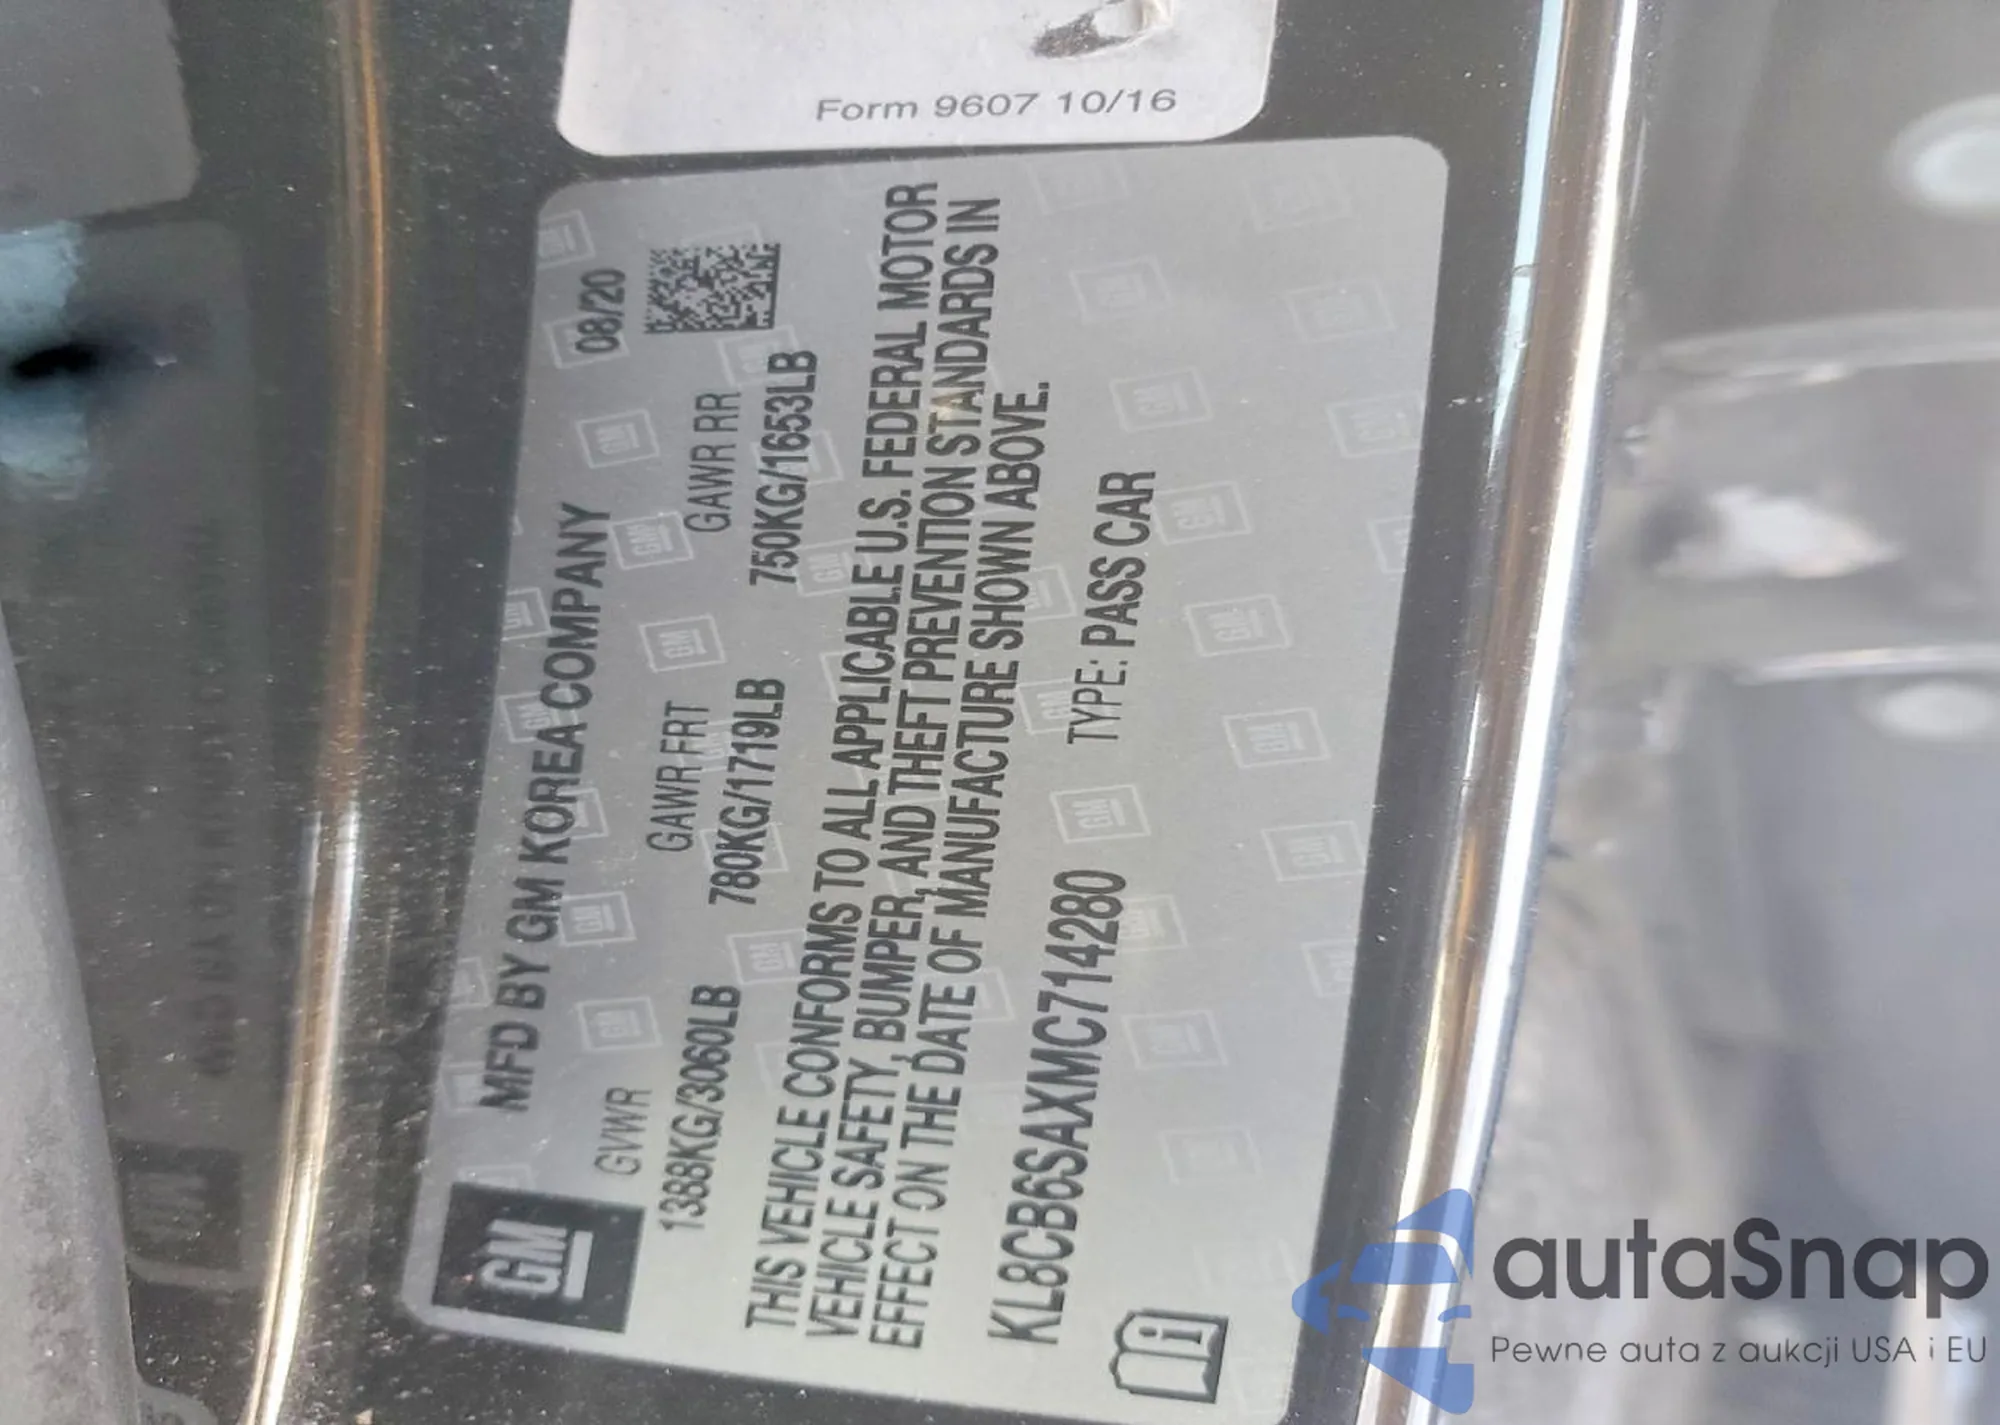 Form 9607 10/16
GM
MFD BY GM KOREA COMPANY
08/20
GVWR
GAWR FRT
GAWR RR
1388KG/3060LB
780KG/1719LB
750KG/1653LB
THIS VEHICLE CONFORMS TO ALL APPLICABLE U.S. FEDERAL MOTOR
VEHICLE SAFETY, BUMPER, AND THEFT PREVENTION STANDARDS IN
EFFECT ON THE DATE OF MANUFACTURE SHOWN ABOVE.
KL8CB6SAXMC714280
TYPE: PASS CAR
autaSnap
Pewne auta z aukcji USA i EU